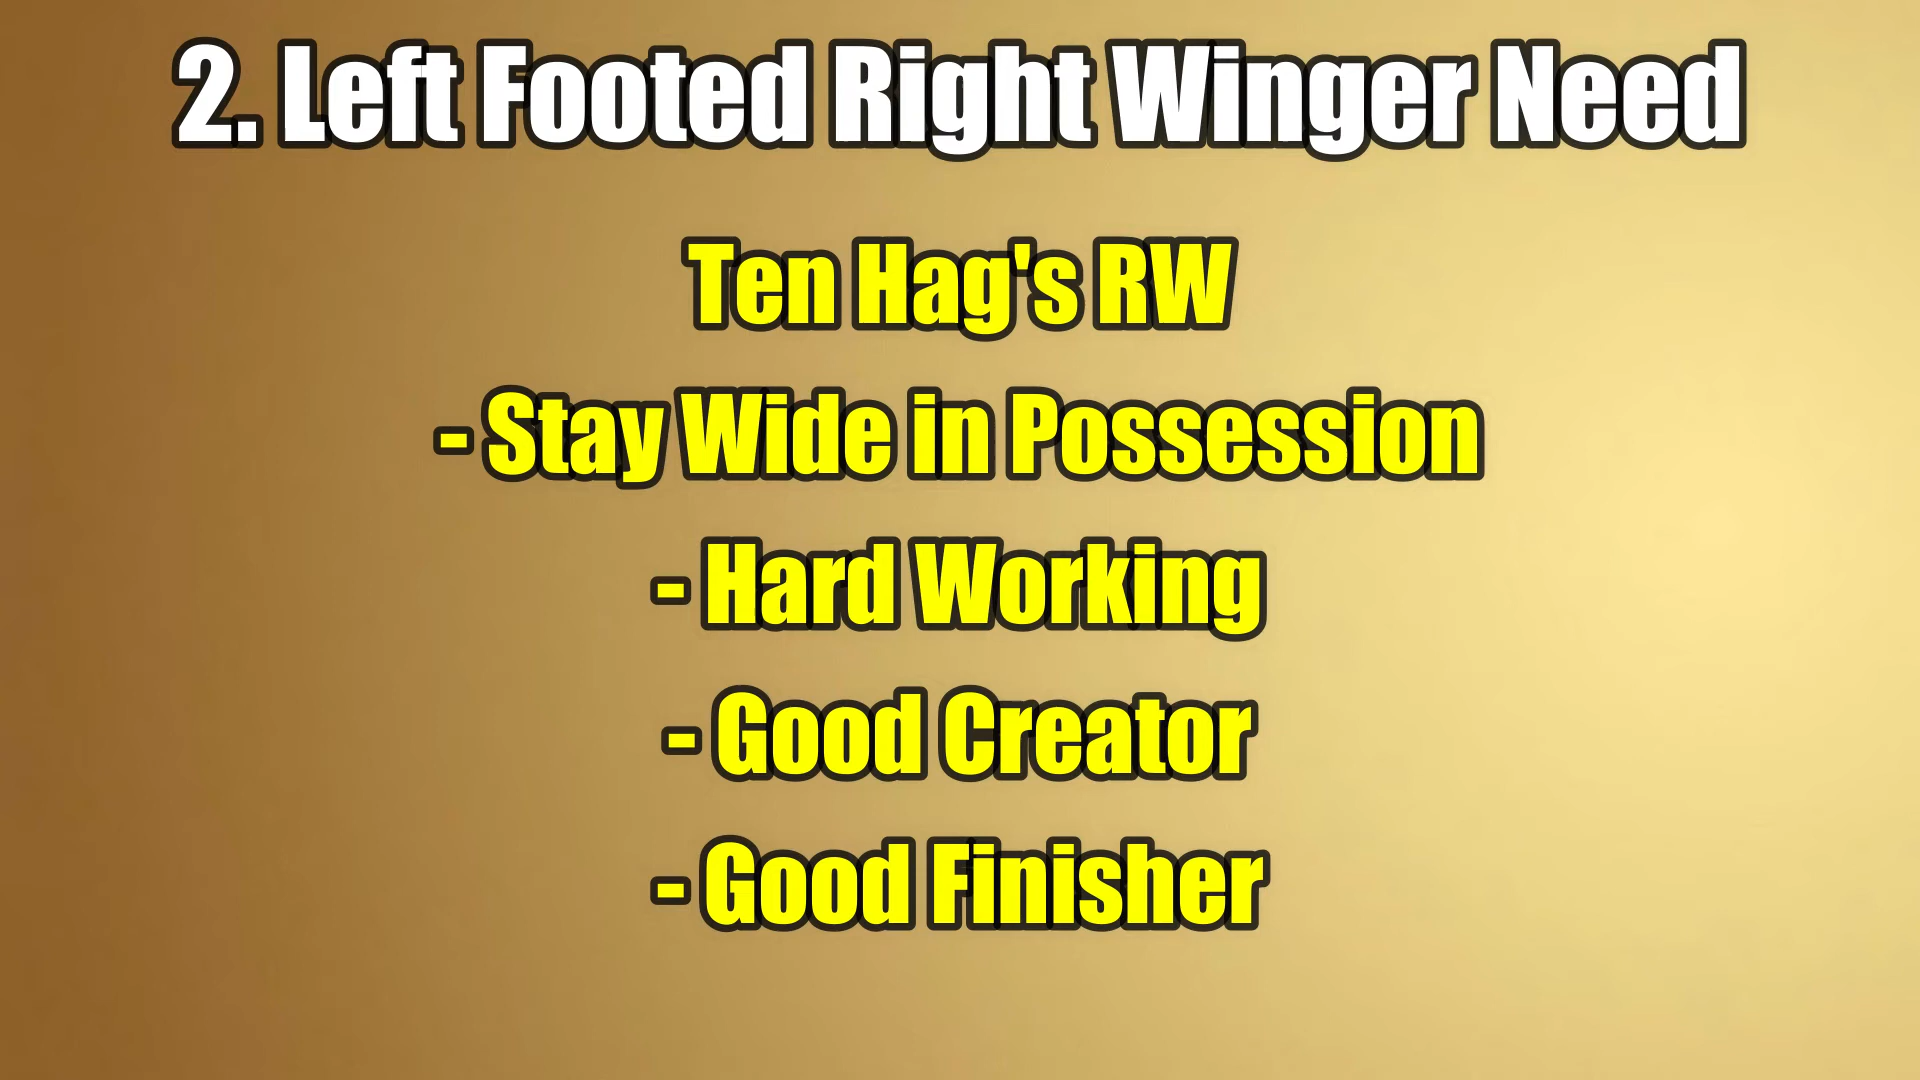 2. Left Footed Right Winger Need
Ten Hag's RW
- Stay Wide in Possession
- Hard Working
- Good Creator
- Good Finisher